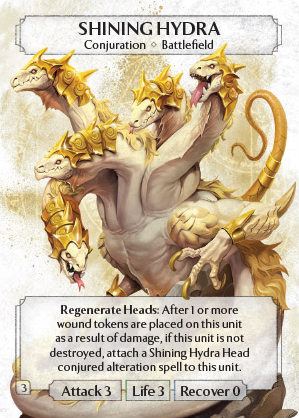 SHINING HYDRA
Conjuration ◇ Battlefield
Regenerate Heads: After 1 or more
wound tokens are placed on this unit
as a result of damage, if this unit is not
destroyed, attach a Shining Hydra Head
conjured alteration spell to this unit.
3
Attack 3 Life 3 Recover 0